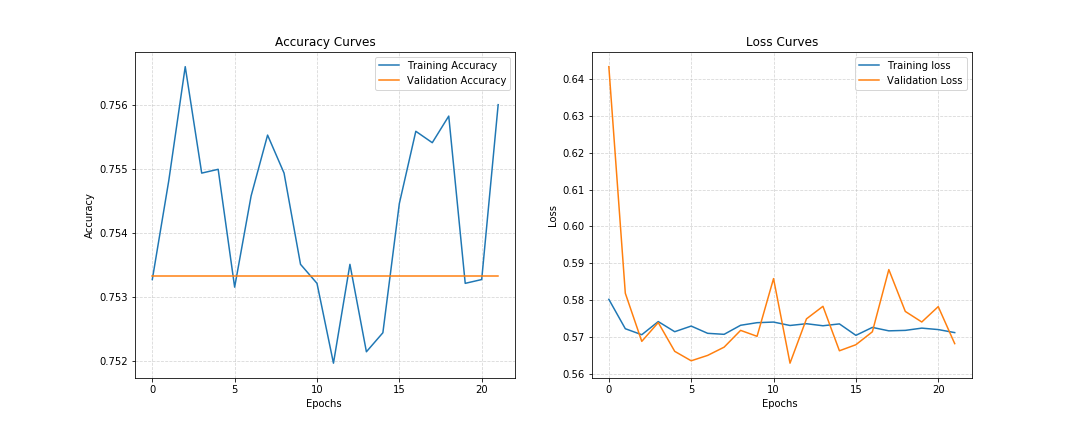 Accuracy Curves
Training Accuracy
Validation Accuracy
0.756
0.755
0.754
0.753
0.752
Accuracy
0 5 10 15 20
Epochs
Loss Curves
Training loss
Validation Loss
0.64
0.63
0.62
0.61
0.60
0.59
0.58
0.57
0.56
Loss
0 5 10 15 20
Epochs